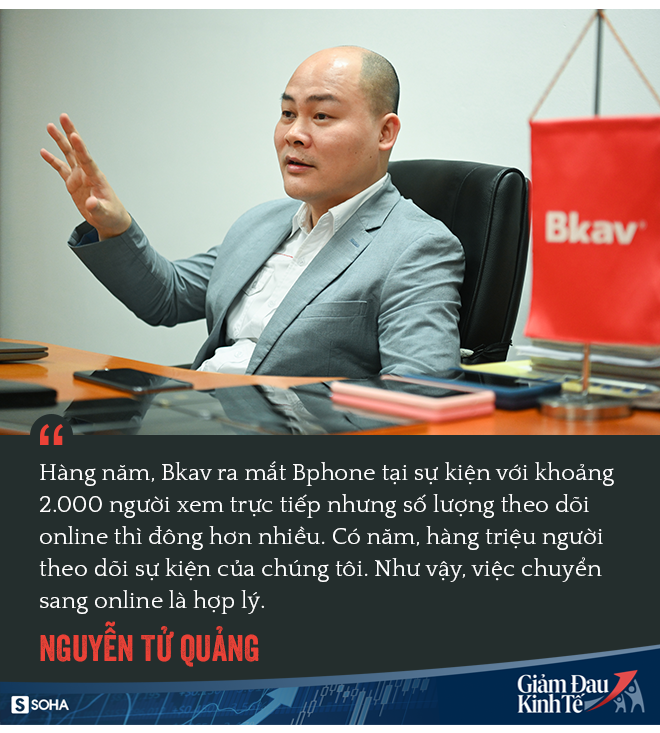 Bkav
“
Hàng năm, Bkav ra mắt Bphone tại sự kiện với khoảng
2.000 người xem trực tiếp nhưng số lượng theo dõi
online thì đông hơn nhiều. Có năm, hàng triệu người
theo dõi sự kiện của chúng tôi. Như vậy, việc chuyển
sang online là hợp lý.
NGUYỄN TỬ QUẢNG
S SOHA
Giảm Đau
Kinh Tế